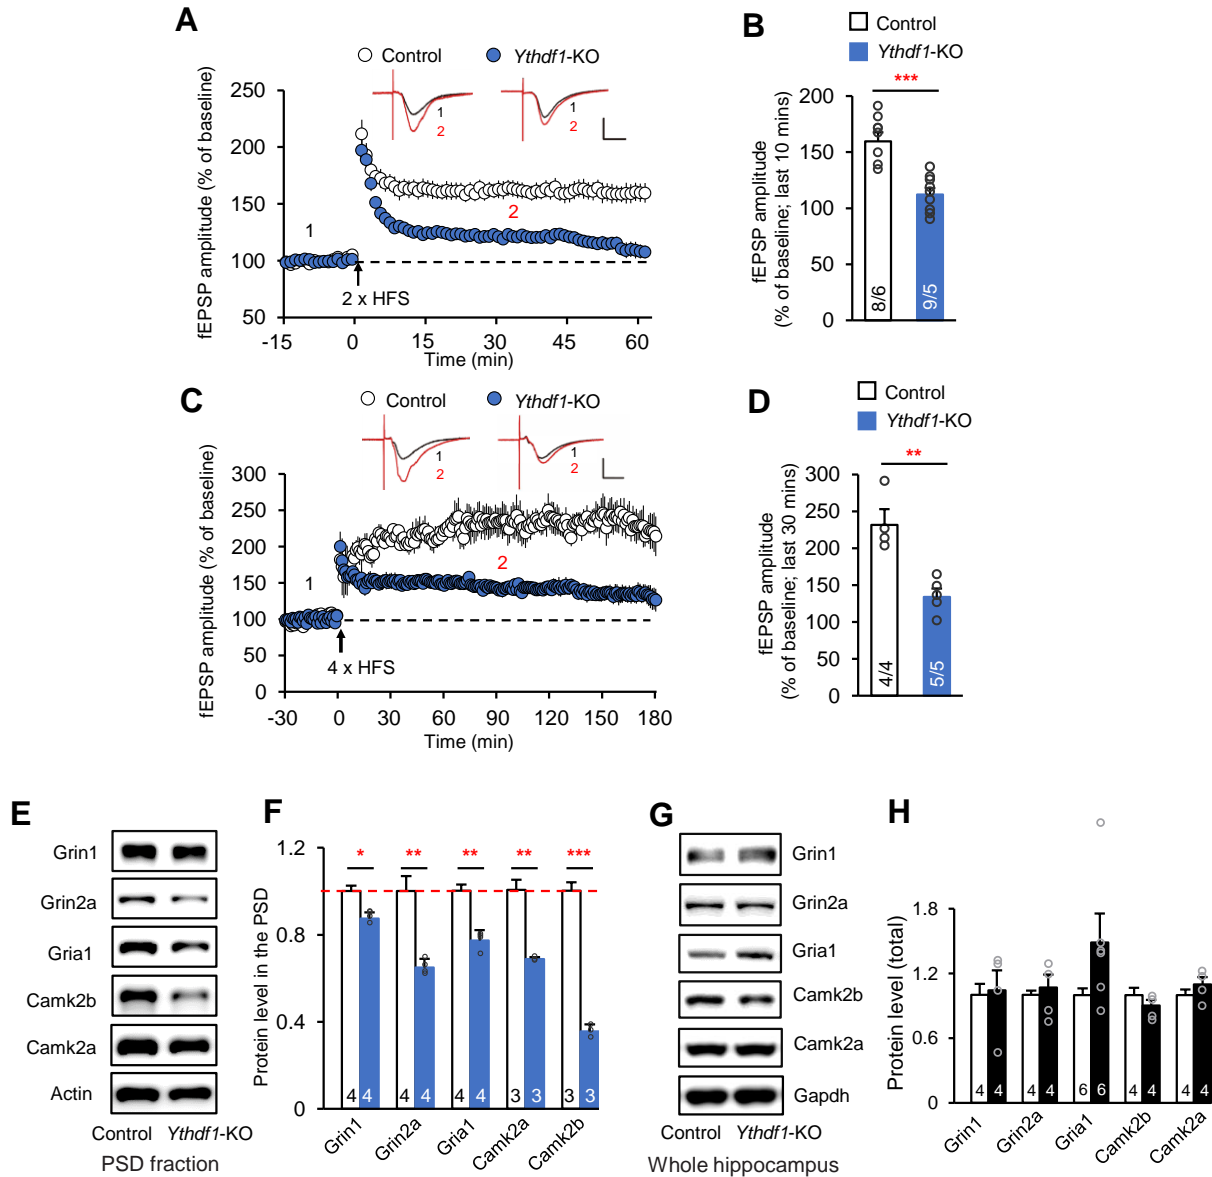 A
Control
Ythdf1-KO
fEPSP amplitude (% of baseline)
250
200
150
100
50
1
2
1
2
2 x HFS
-15
0
15
30
45
60
Time (min)
B
Control
Ythdf1-KO
***
fEPSP amplitude
(% of baseline; last 10 mins)
200
150
100
50
0
8/6
9/5
C
Control
Ythdf1-KO
fEPSP amplitude (% of baseline)
300
250
200
150
100
50
0
1
2
1
2
1
2
4 x HFS
-30
0
30
60
90
120
150
180
Time (min)
D
Control
Ythdf1-KO
**
fEPSP amplitude
(% of baseline; last 30 mins)
300
250
200
150
100
50
0
4/4
5/5
E
Grin1
Grin2a
Gria1
Camk2b
Camk2a
Actin
Control Ythdf1-KO
PSD fraction
F
Protein level in the PSD
1.2
0.8
0.4
0
*
**
**
**
***
4 4 4 4 4 4 3 3 3 3
Grin1
Grin2a
Gria1
Camk2a
Camk2b
G
Grin1
Grin2a
Gria1
Camk2b
Camk2a
Gapdh
Control Ythdf1-KO
Whole hippocampus
H
Protein level (total)
1.8
1.2
0.6
0
4 4 4 4 6 6 4 4 4 4
Grin1
Grin2a
Gria1
Camk2b
Camk2a